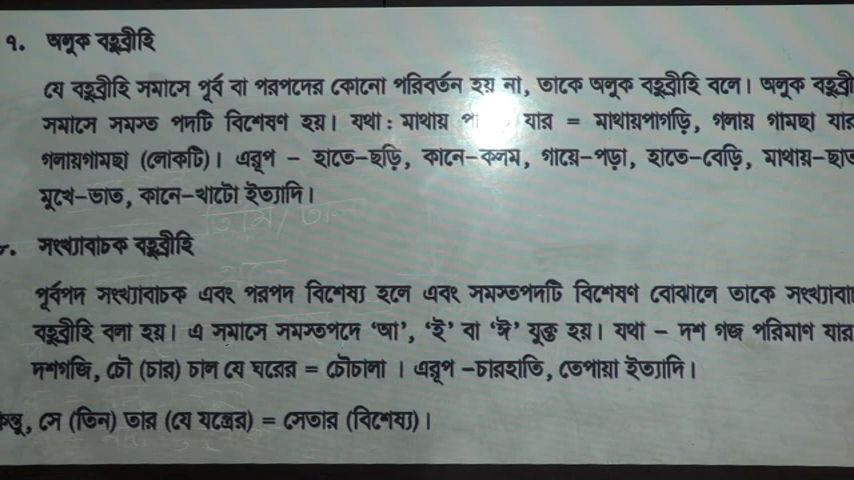 ৭. অলুক বহুব্রীহি
যে বহুব্রীহি সমাসে পূর্ব বা পরপদের কোনো পরিবর্তন হয় না, তাকে অলুক বহুব্রীহি বলে। অলুক বহুব্রী
সমাসে সমস্ত পদটি বিশেষণ হয়। যথা : মাথায় পা যার = মাথায়পাগড়ি, গলায় গামছা যার
গলায়গামছা (লোকটি)। এরূপ – হাতে-ছড়ি, কানে-কলম, গায়ে-পড়া, হাতে-বেড়ি, মাথায়-ছাত
মুখে-ভাত, কানে-খাটো ইত্যাদি।
৮. সংখ্যাবাচক বহুব্রীহি
পূর্বপদ সংখ্যাবাচক এবং পরপদ বিশেষ্য হলে এবং সমস্তপদটি বিশেষণ বোঝালে তাকে সংখ্যাবা
বহুব্রীহি বলা হয়। এ সমাসে সমস্তপদে ‘আ’, ‘ই’ বা ‘ঈ’ যুক্ত হয়। যথা – দশ গজ পরিমাণ যার
দশগজি, চৌ (চার) চাল যে ঘরের = চৌচালা । এরূপ –চারহাতি, তেপায়া ইত্যাদি।
কিন্তু, সে (তিন) তার (যে যন্ত্রের) = সেতার (বিশেষ্য)।